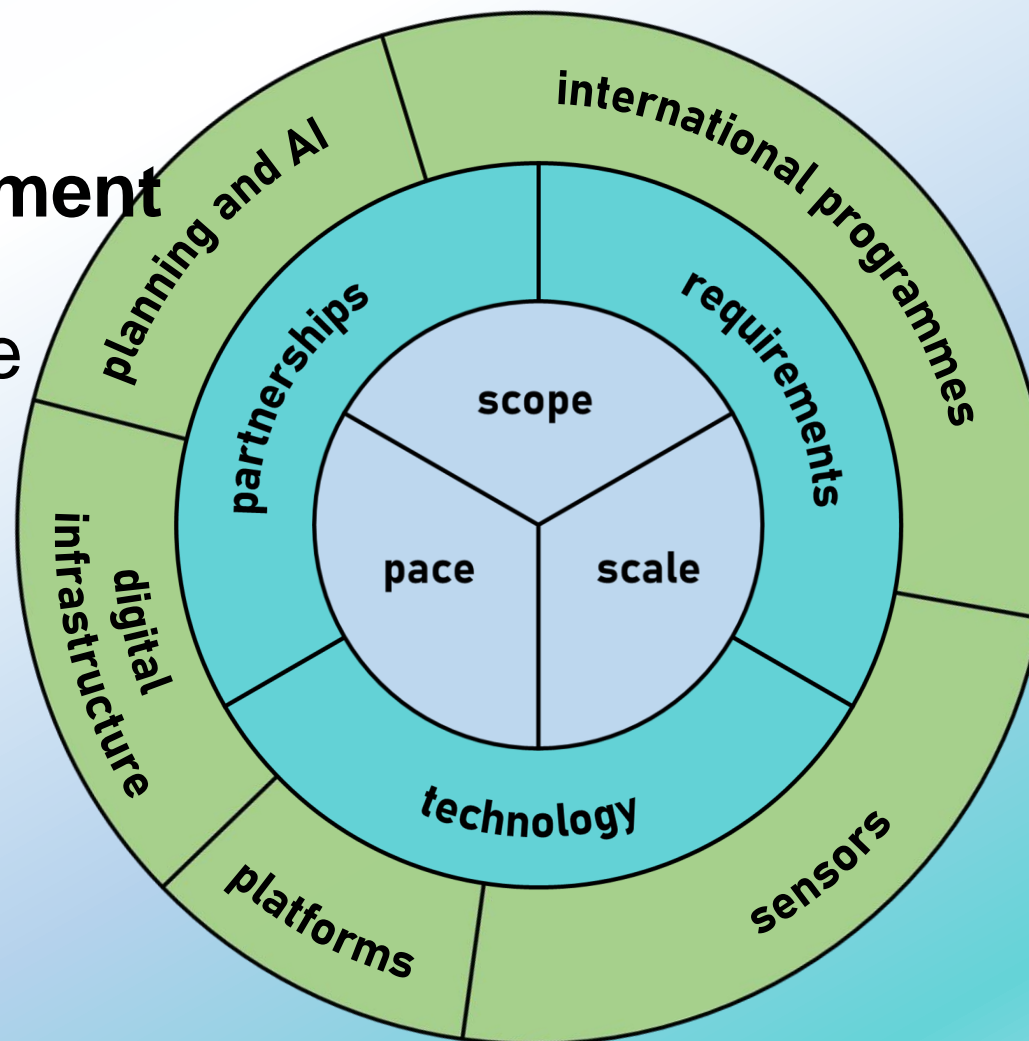 ment
e
planning and AI
international programmes
partnerships
requirements
scope
pace
scale
digital
infrastructure
technology
platforms
sensors